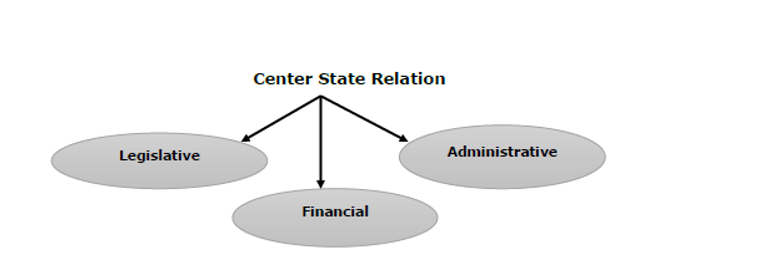 Center State Relation
Legislative
Administrative
Financial